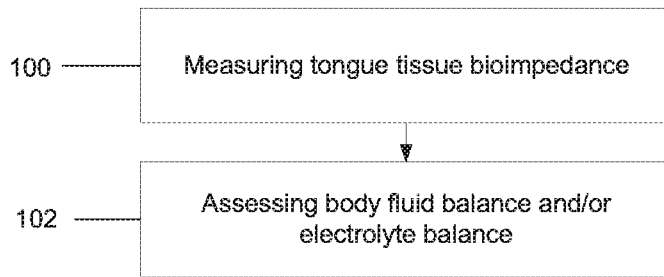 100
Measuring tongue tissue bioimpedance
102
Assessing body fluid balance and/or
electrolyte balance